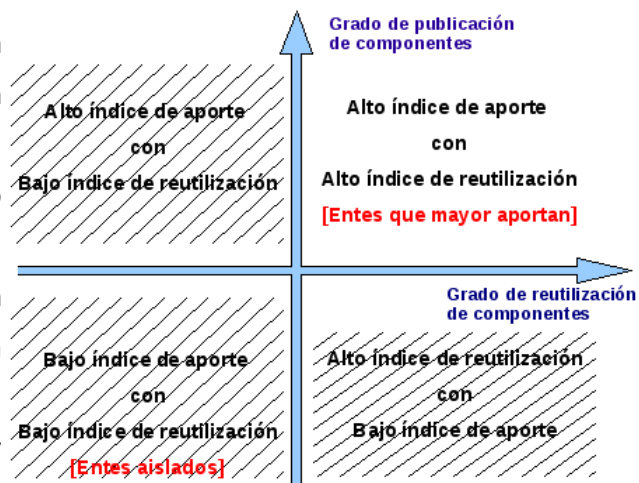 Grado de publicación
de componentes
Alto índice de aporte
con
Bajo índice de reutilización
Alto índice de aporte
con
Alto índice de reutilización
[Entes que mayor aportan]
Grado de reutilización
de componentes
Bajo índice de aporte
con
Bajo índice de reutilización
[Entes aislados]
Alto índice de reutilización
con
Bajo índice de aporte